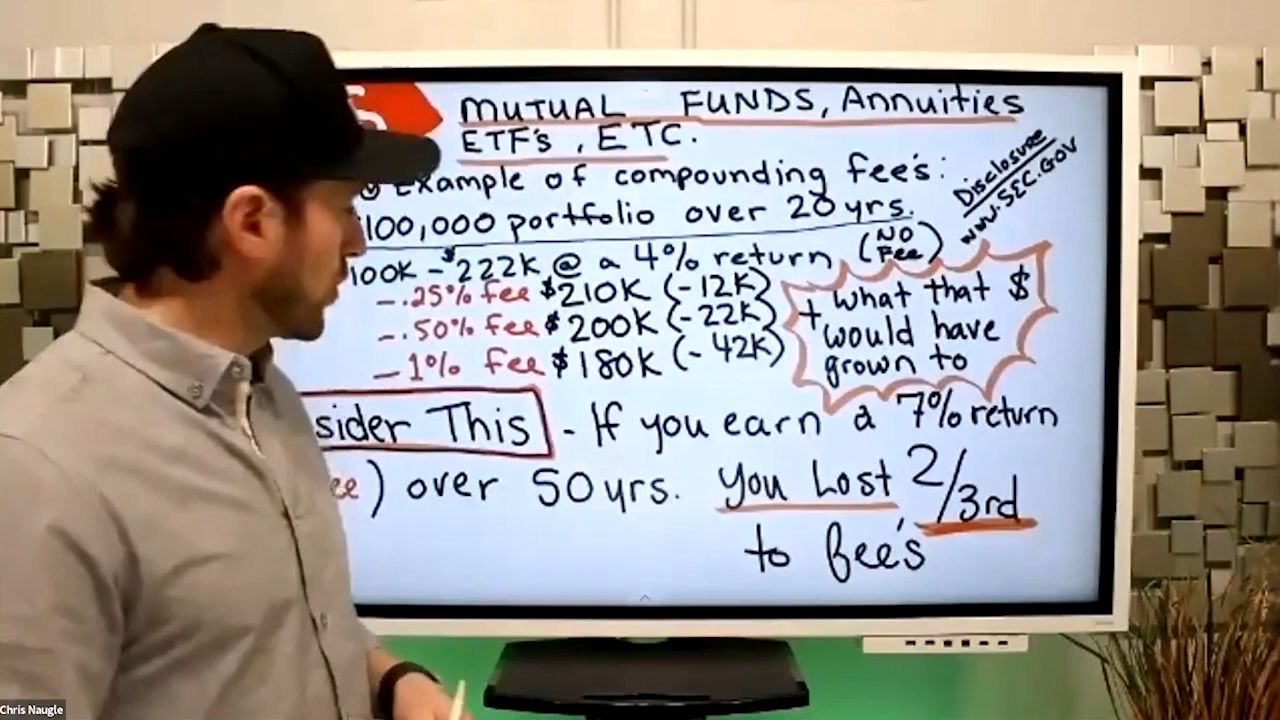 MUTUAL FUNDS, Annuities
ETF's, ETC.
Example of compounding fee's:
100,000 portfolio over 20 yrs.
100K - $222K @ a 4% return (NO Fee)
- .25% fee $210K (-12K)
- .50% fee $200K (-22K)
- 1% fee $180K (-42K)
+ what that $
would have
grown to
Disclosure
www.SEC.GOV
This - If you earn a 7% return
) over 50 yrs. you Lost 2/3rd
to fee's
Chris Naugle